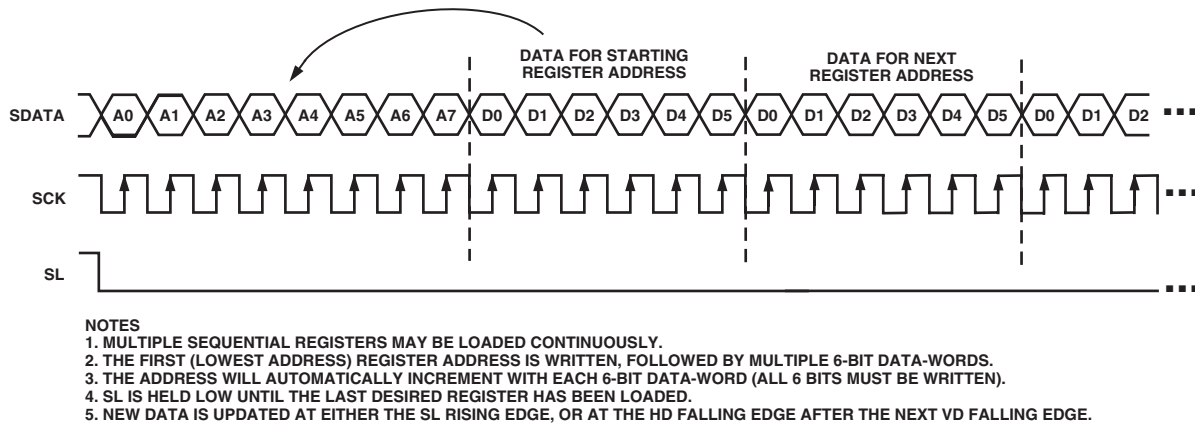 DATA FOR STARTING
REGISTER ADDRESS
DATA FOR NEXT
REGISTER ADDRESS
SDATA A0 A1 A2 A3 A4 A5 A6 A7 D0 D1 D2 D3 D4 D5 D0 D1 D2 D3 D4 D5 D0 D1 D2
SCK
SL
NOTES
1. MULTIPLE SEQUENTIAL REGISTERS MAY BE LOADED CONTINUOUSLY.
2. THE FIRST (LOWEST ADDRESS) REGISTER ADDRESS IS WRITTEN, FOLLOWED BY MULTIPLE 6-BIT DATA-WORDS.
3. THE ADDRESS WILL AUTOMATICALLY INCREMENT WITH EACH 6-BIT DATA-WORD (ALL 6 BITS MUST BE WRITTEN).
4. SL IS HELD LOW UNTIL THE LAST DESIRED REGISTER HAS BEEN LOADED.
5. NEW DATA IS UPDATED AT EITHER THE SL RISING EDGE, OR AT THE HD FALLING EDGE AFTER THE NEXT VD FALLING EDGE.